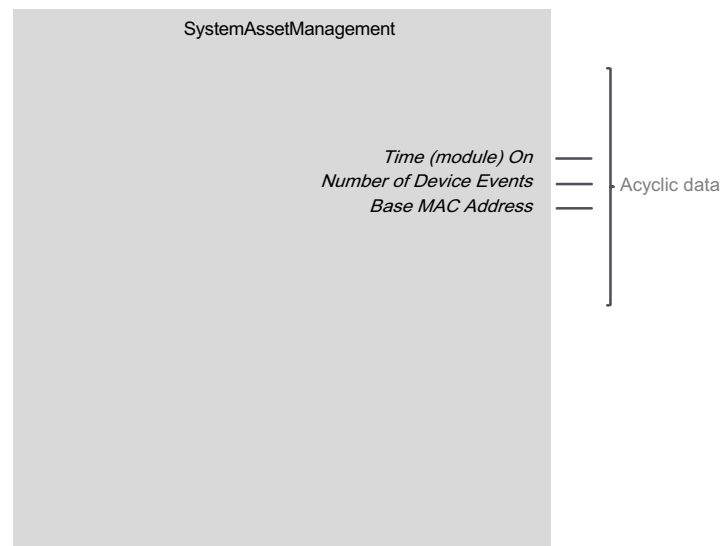 SystemAssetManagement
Time (module) On
Number of Device Events
Base MAC Address
Acyclic data